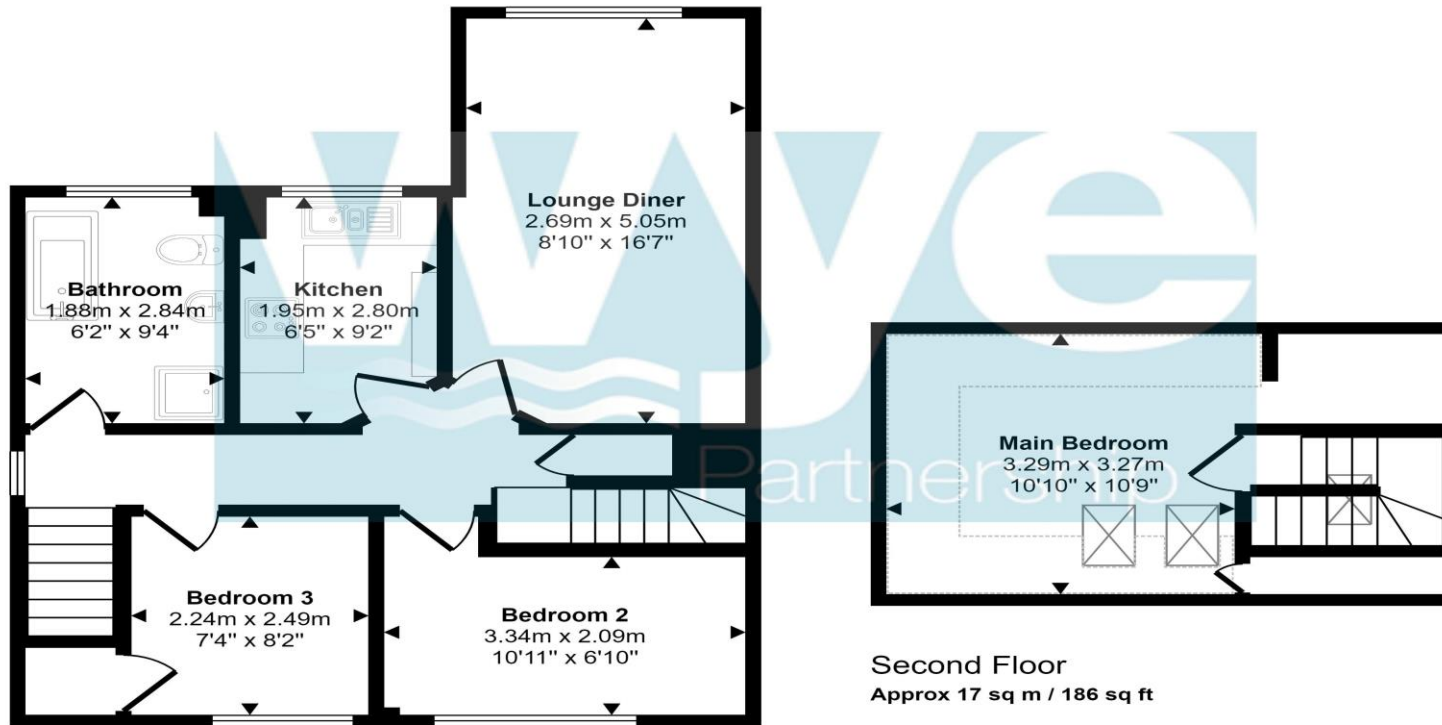 wye
Partnership
Lounge Diner
2.69m x 5.05m
8'10" x 16'7"
Bathroom
1.88m x 2.84m
6'2" x 9'4"
Kitchen
1.95m x 2.80m
6'5" x 9'2"
Main Bedroom
3.29m x 3.27m
10'10" x 10'9"
Bedroom 3
2.24m x 2.49m
7'4" x 8'2"
Bedroom 2
3.34m x 2.09m
10'11" x 6'10"
Second Floor
Approx 17 sq m / 186 sq ft